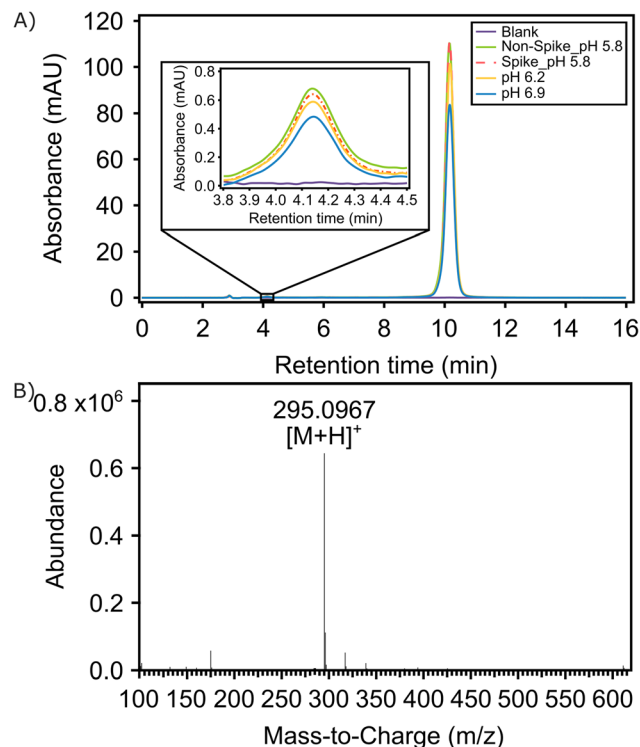 A)
120
100
80
60
40
20
0
Absorbance (mAU)
Blank
Non-Spike_pH 5.8
Spike_pH 5.8
pH 6.2
pH 6.9
0.8
0.6
0.4
0.2
0.0
Absorbance (mAU)
3.8 3.9 4.0 4.1 4.2 4.3 4.4 4.5
Retention time (min)
0 2 4 6 8 10 12 14 16
Retention time (min)
B)
0.8 x10⁶
0.6
0.4
0.2
0.0
Abundance
295.0967
[M+H]⁺
100 150 200 250 300 350 400 450 500 550 600
Mass-to-Charge (m/z)